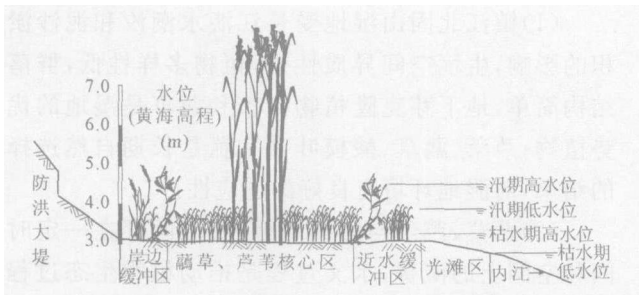 7.0
水位
6.0
(黄海高程)
(m)
5.0
4.0
3.0
防洪大堤
汛期高水位
汛期低水位
枯水期高水位
枯水期
低水位
岸边
缓冲区
藨草、芦苇核心区
近水缓
冲区
光滩区
内江